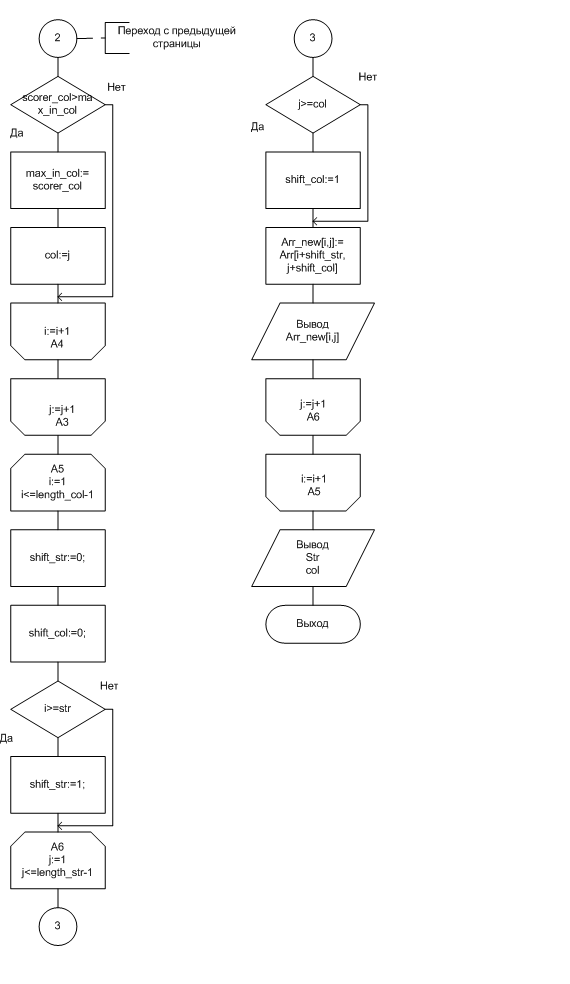 2
Переход с предыдущей
страницы
Нет
scorer_col>ma
x_in_col
Да
max_in_col:=
scorer_col
col:=j
i:=i+1
A4
j:=j+1
A3
A5
i:=1
i<=length_col-1
shift_str:=0;
shift_col:=0;
Нет
i>=str
Да
shift_str:=1;
A6
j:=1
j<=length_str-1
3
3
Нет
j>=col
Да
shift_col:=1
Arr_new[i,j]:=
Arr[i+shift_str,
j+shift_col]
Вывод
Arr_new[i,j]
j:=j+1
A6
i:=i+1
A5
Вывод
Str
col
Выход